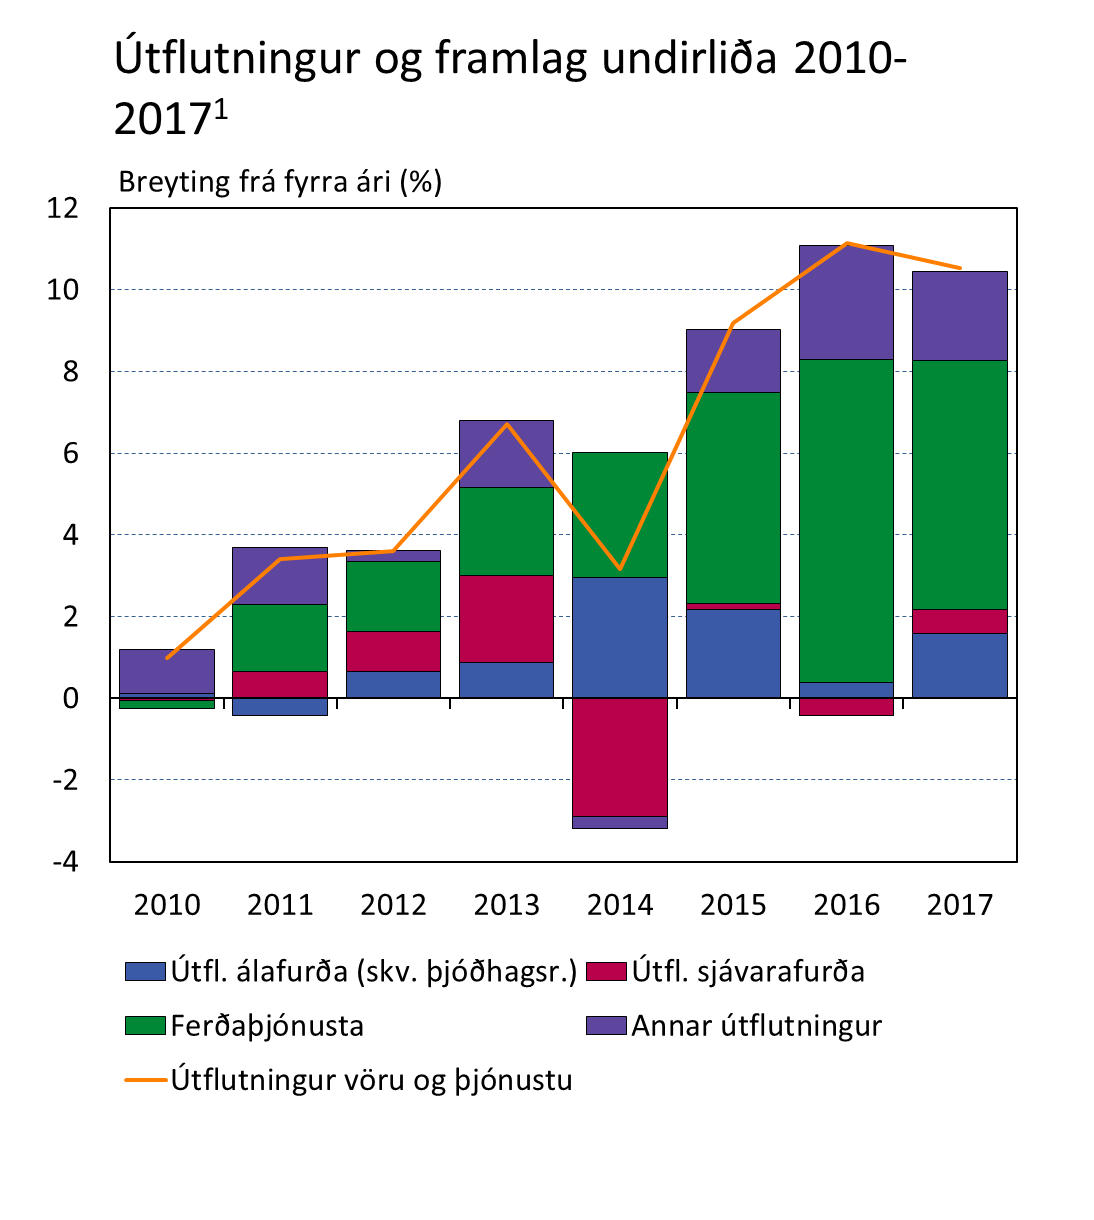 Útflutningur og framlag undirliða 2010-
2017¹
Breyting frá fyrra ári (%)
12
10
8
6
4
2
0
-2
-4
2010 2011 2012 2013 2014 2015 2016 2017
Útfl. álafurða (skv. þjóðhagsr.) Útfl. sjávarafurða
Ferðaþjónusta Annar útflutningur
Útflutningur vöru og þjónustu